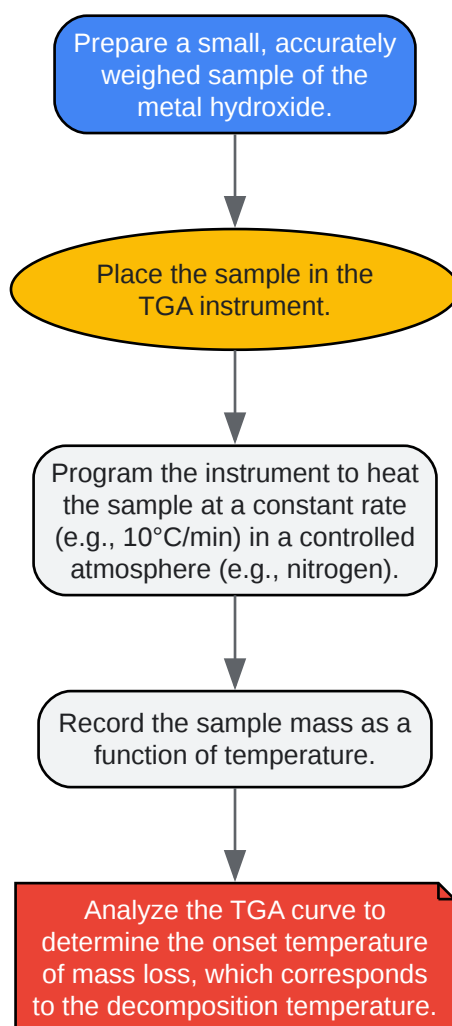 Prepare a small, accurately
weighed sample of the
metal hydroxide.
Place the sample in the
TGA instrument.
Program the instrument to heat
the sample at a constant rate
(e.g., 10°C/min) in a controlled
atmosphere (e.g., nitrogen).
Record the sample mass as a
function of temperature.
Analyze the TGA curve to
determine the onset temperature
of mass loss, which corresponds
to the decomposition temperature.